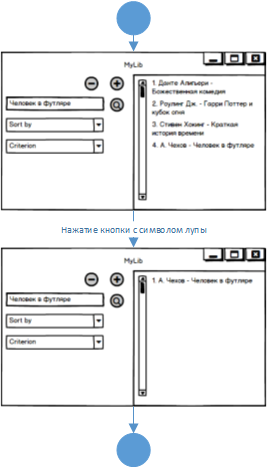 MyLib
Человек в футляре
Sort by
Criterion
1. Данте Алигьери -
Божественная комедия
2. Роулинг Дж. - Гарри Поттер и
кубок огня
3. Стивен Хокинг - Краткая
история времени
4. А. Чехов - Человек в футляре
Нажатие кнопки с символом лупы
MyLib
Человек в футляре
Sort by
Criterion
1. А. Чехов - Человек в футляре